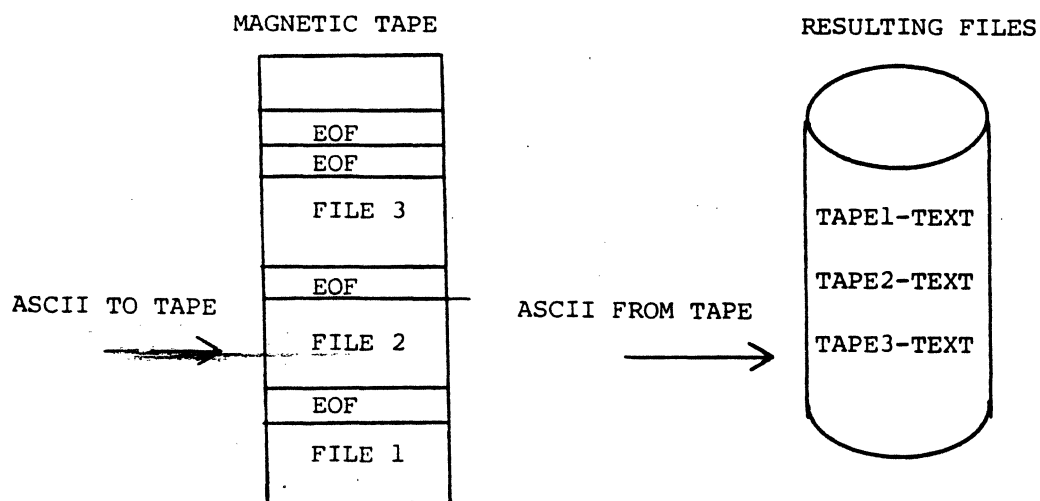 MAGNETIC TAPE
RESULTING FILES
EOF
EOF
FILE 3
EOF
FILE 2
EOF
FILE 1
ASCII TO TAPE
ASCII FROM TAPE
TAPE1-TEXT
TAPE2-TEXT
TAPE3-TEXT